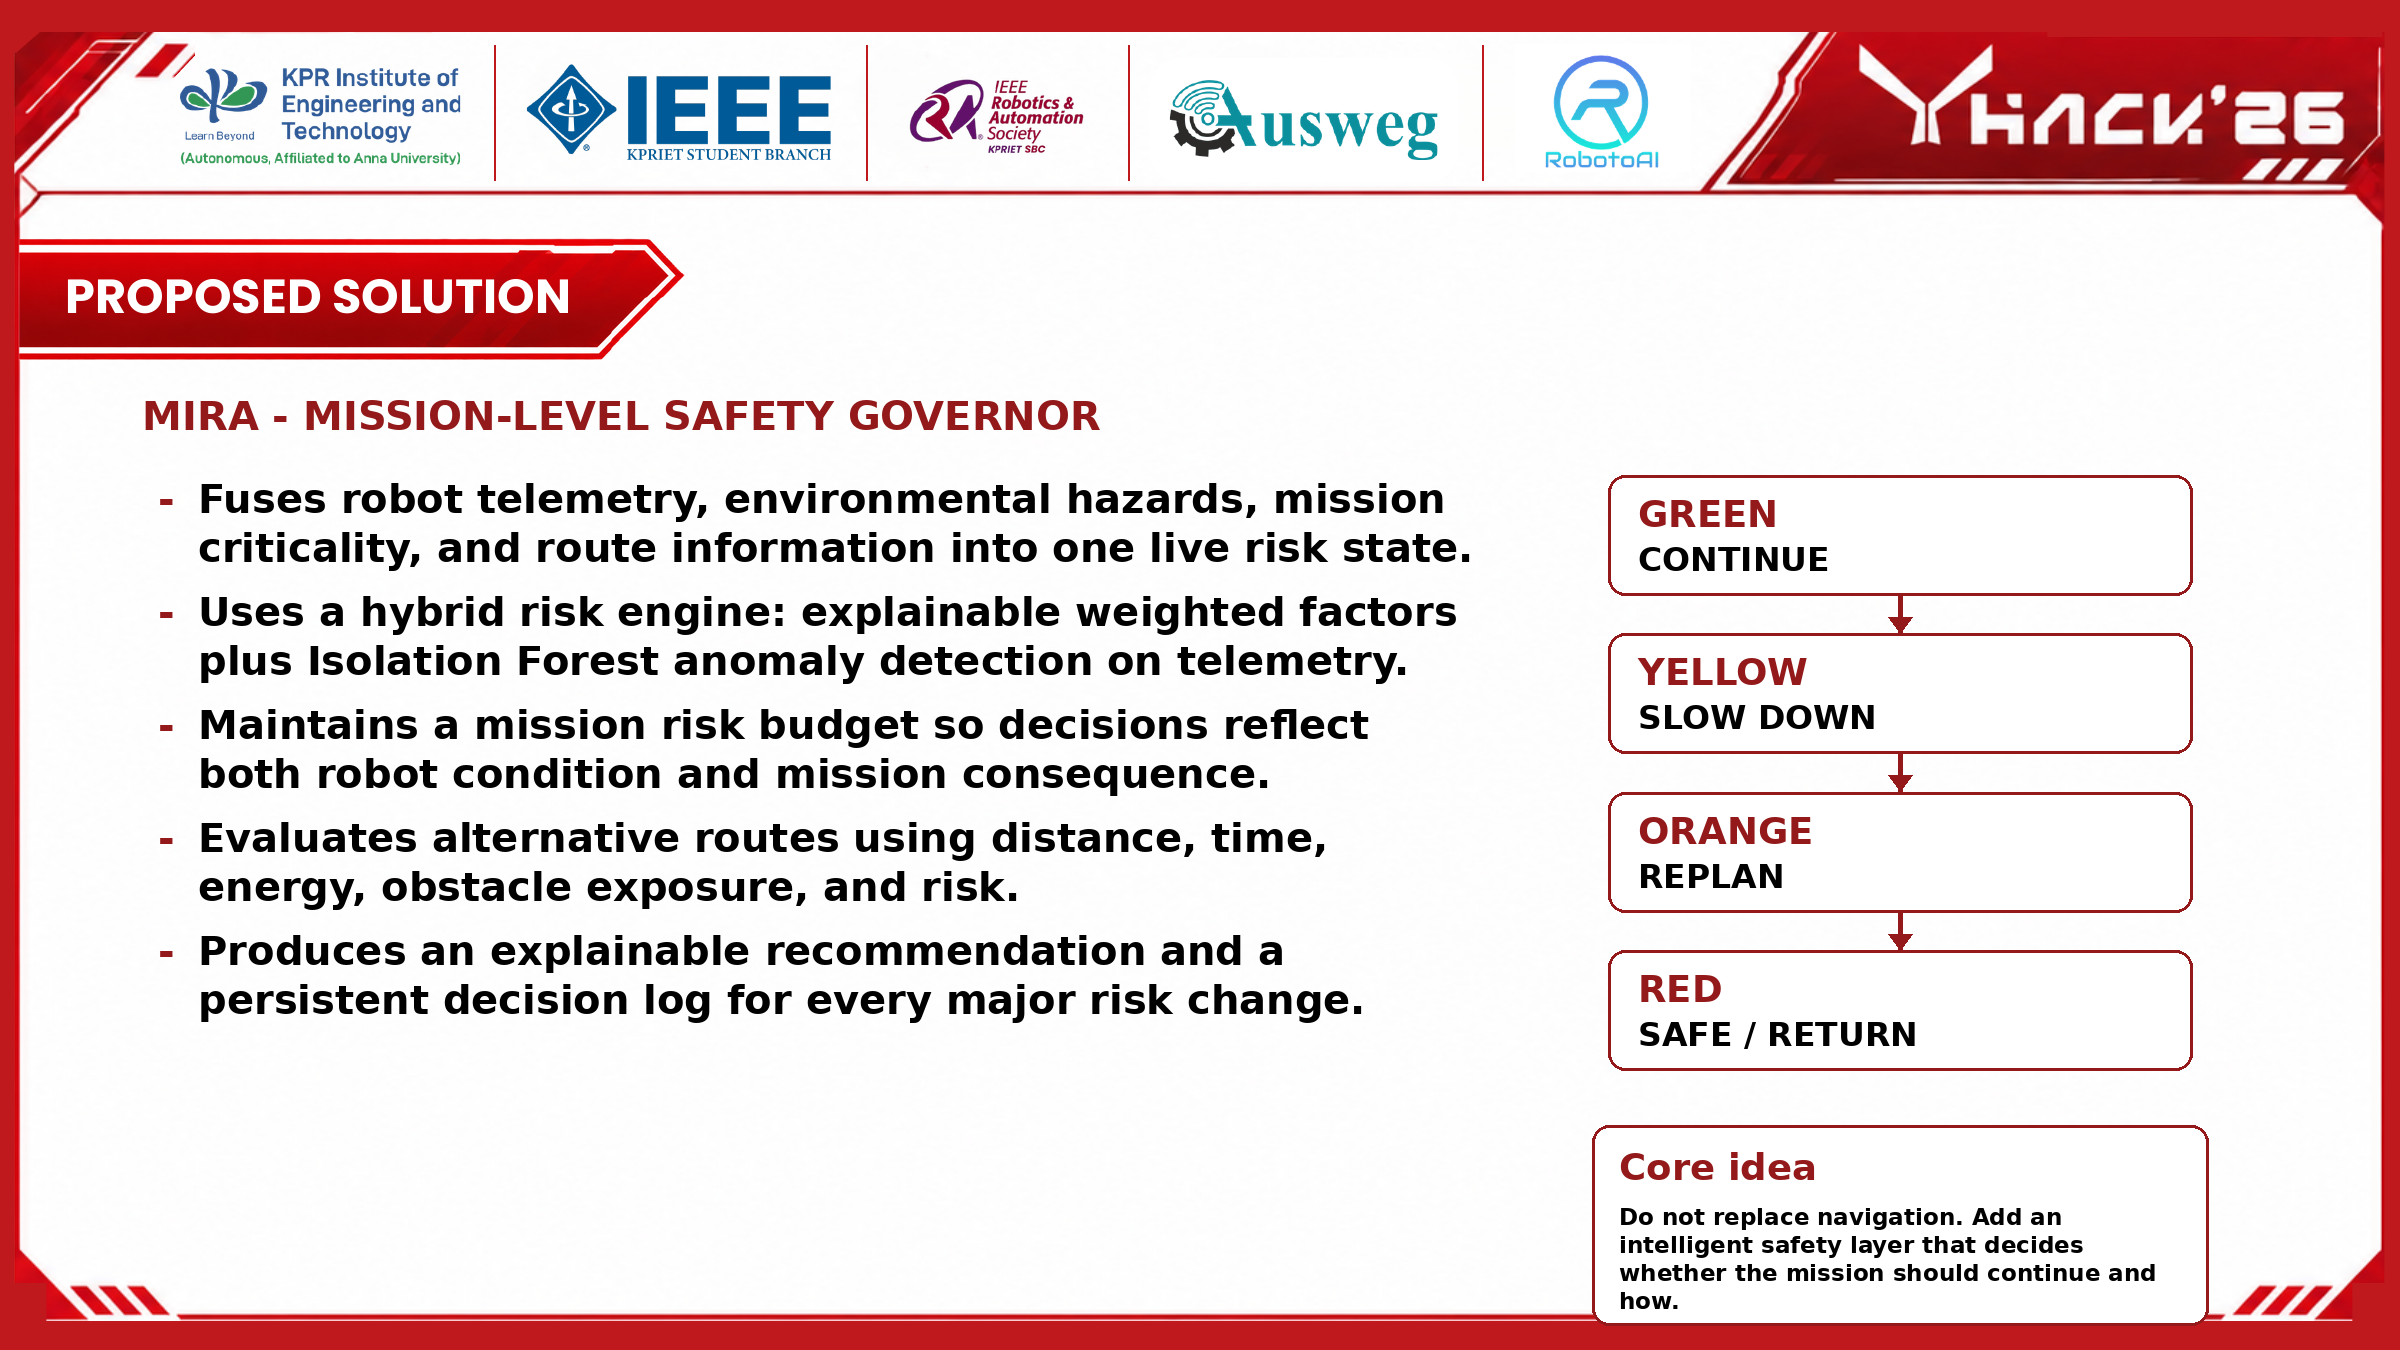 KPR Institute of
Engineering and
Technology
Learn Beyond
(Autonomous, Affiliated to Anna University)
IEEE
KPRIET STUDENT BRANCH
IEEE
Robotics &
Automation
Society
KPRIET SBC
Ausweg
RobotoAI
YHACK'26
PROPOSED SOLUTION
MIRA - MISSION-LEVEL SAFETY GOVERNOR
- Fuses robot telemetry, environmental hazards, mission
criticality, and route information into one live risk state.
- Uses a hybrid risk engine: explainable weighted factors
plus Isolation Forest anomaly detection on telemetry.
- Maintains a mission risk budget so decisions reflect
both robot condition and mission consequence.
- Evaluates alternative routes using distance, time,
energy, obstacle exposure, and risk.
- Produces an explainable recommendation and a
persistent decision log for every major risk change.
GREEN
CONTINUE
YELLOW
SLOW DOWN
ORANGE
REPLAN
RED
SAFE / RETURN
Core idea
Do not replace navigation. Add an
intelligent safety layer that decides
whether the mission should continue and
how.